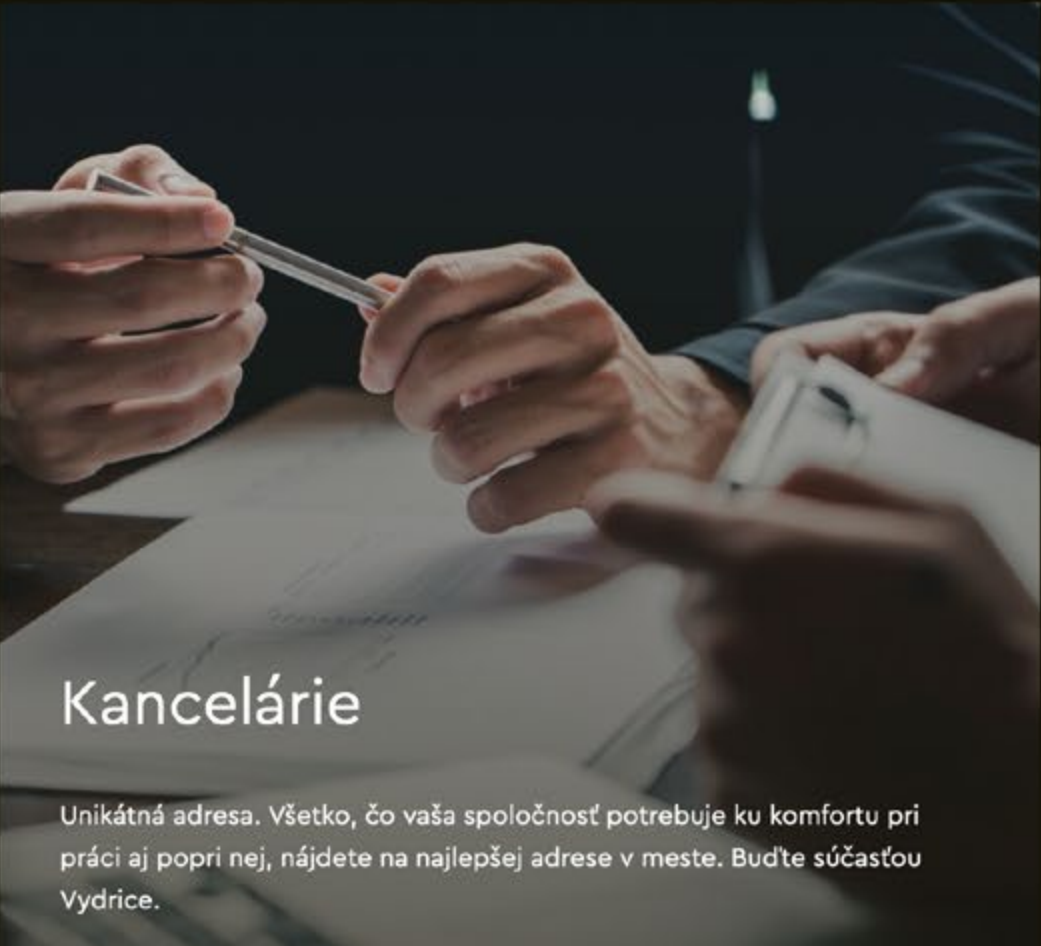 Kancelárie
Unikátná adresa. Všetko, čo vaša spoločnosť potrebuje ku komfortu pri
práci aj popri nej, nájdete na najlepšej adrese v meste. Buďte súčasťou
Vydrice.